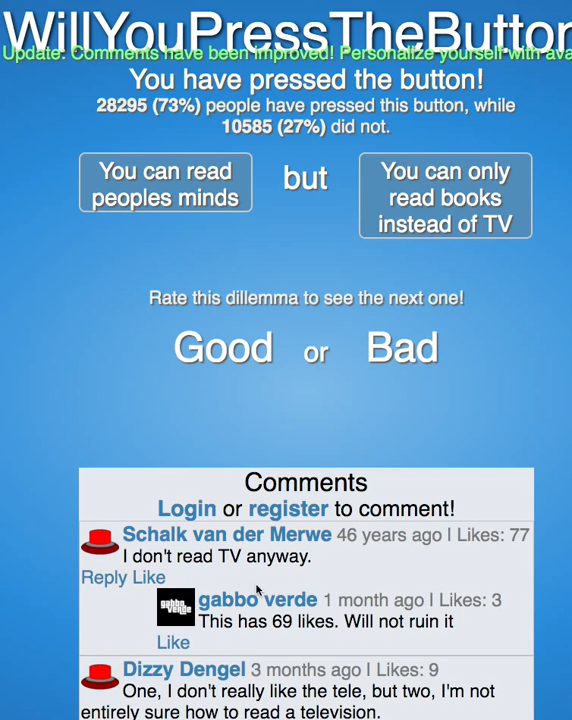 WillYouPressTheButton
Update: Comments have been improved! Personalize yourself with ava
You have pressed the button!
28295 (73%) people have pressed this button, while
10585 (27%) did not.
You can read
peoples minds
but
You can only
read books
instead of TV
Rate this dillemma to see the next one!
Good or Bad
Comments
Login or register to comment!
Schalk van der Merwe 46 years ago | Likes: 77
I don't read TV anyway.
Reply Like
gabbo verde
gabbo verde 1 month ago | Likes: 3
This has 69 likes. Will not ruin it
Like
Dizzy Dengel 3 months ago | Likes: 9
One, I don't really like the tele, but two, I'm not
entirely sure how to read a television.